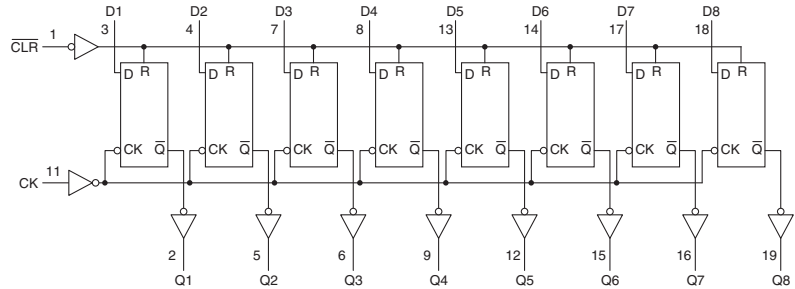 D1 D2 D3 D4 D5 D6 D7 D8
1 3 4 7 8 13 14 17 18
C̅L̅R̅
D R D R D R D R D R D R D R D R
CK Q̅ CK Q̅ CK Q̅ CK Q̅ CK Q̅ CK Q̅ CK Q̅ CK Q̅
11
CK
2 5 6 9 12 15 16 19
Q1 Q2 Q3 Q4 Q5 Q6 Q7 Q8